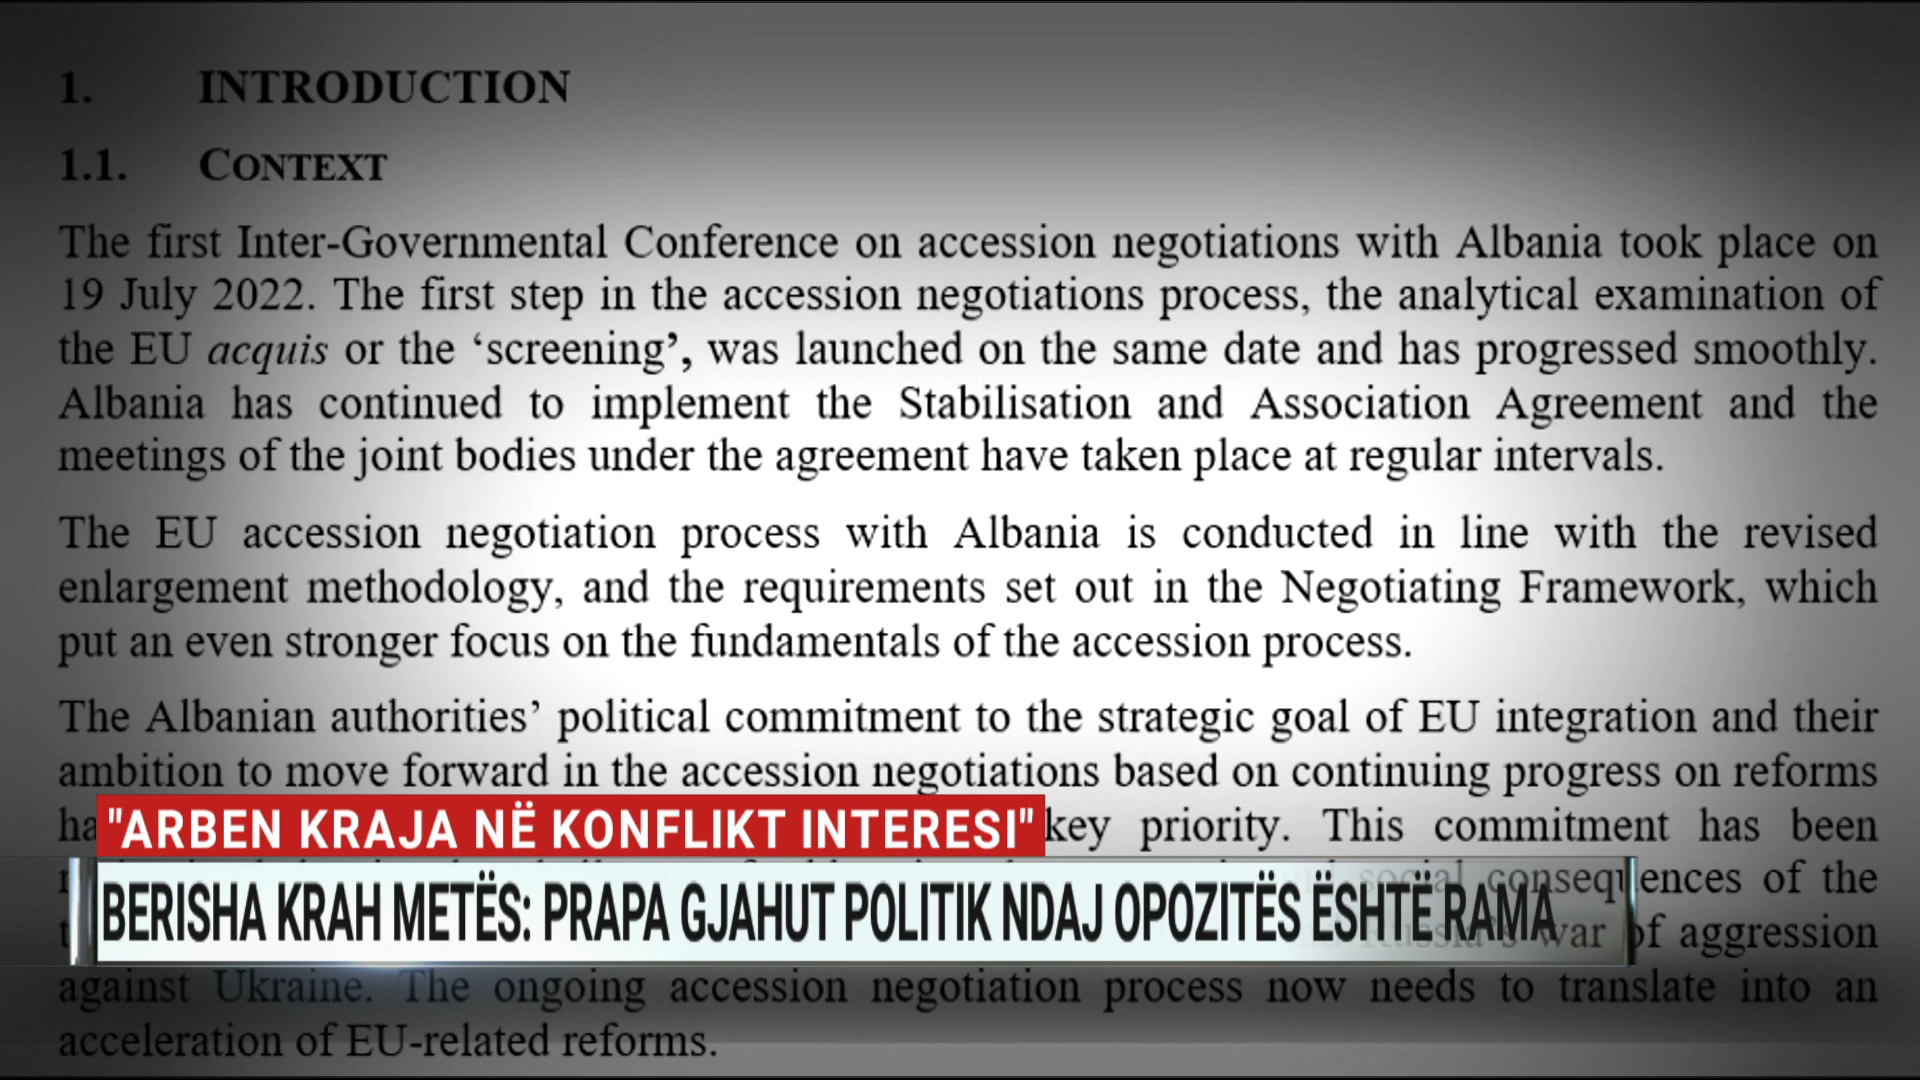 1. INTRODUCTION
1.1. CONTEXT
The first Inter-Governmental Conference on accession negotiations with Albania took place on
19 July 2022. The first step in the accession negotiations process, the analytical examination of
the EU acquis or the ‘screening’, was launched on the same date and has progressed smoothly.
Albania has continued to implement the Stabilisation and Association Agreement and the
meetings of the joint bodies under the agreement have taken place at regular intervals.
The EU accession negotiation process with Albania is conducted in line with the revised
enlargement methodology, and the requirements set out in the Negotiating Framework, which
put an even stronger focus on the fundamentals of the accession process.
The Albanian authorities’ political commitment to the strategic goal of EU integration and their
ambition to move forward in the accession negotiations based on continuing progress on reforms
key priority. This commitment has been
"ARBEN KRAJA NË KONFLIKT INTERESI"
social consequences of the
BERISHA KRAH METËS: PRAPA GJAHUT POLITIK NDAJ OPOZITËS ËSHTË RAMA
Russia’s war of aggression
against Ukraine. The ongoing accession negotiation process now needs to translate into an
acceleration of EU-related reforms.